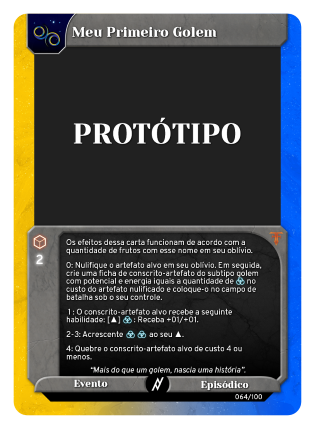 Meu Primeiro Golem
PROTÓTIPO
2
Os efeitos dessa carta funcionam de acordo com a
quantidade de frutos com esse nome em seu oblívio.
0: Nulifique o artefato alvo em seu oblívio. Em seguida,
crie uma ficha de conscrito-artefato do subtipo golem
com potencial e energia iguais a quantidade de
no
custo do artefato nulificado e coloque-o no campo de
batalha sob o seu controle.
1 : O conscrito-artefato alvo recebe a seguinte
habilidade: [▲] : Receba +01/+01.
2-3: Acrescente ao seu ▲.
4: Quebre o conscrito-artefato alvo de custo 4 ou
menos.
“Mais do que um golem, nascia uma história”.
Evento
Episódico
064/100